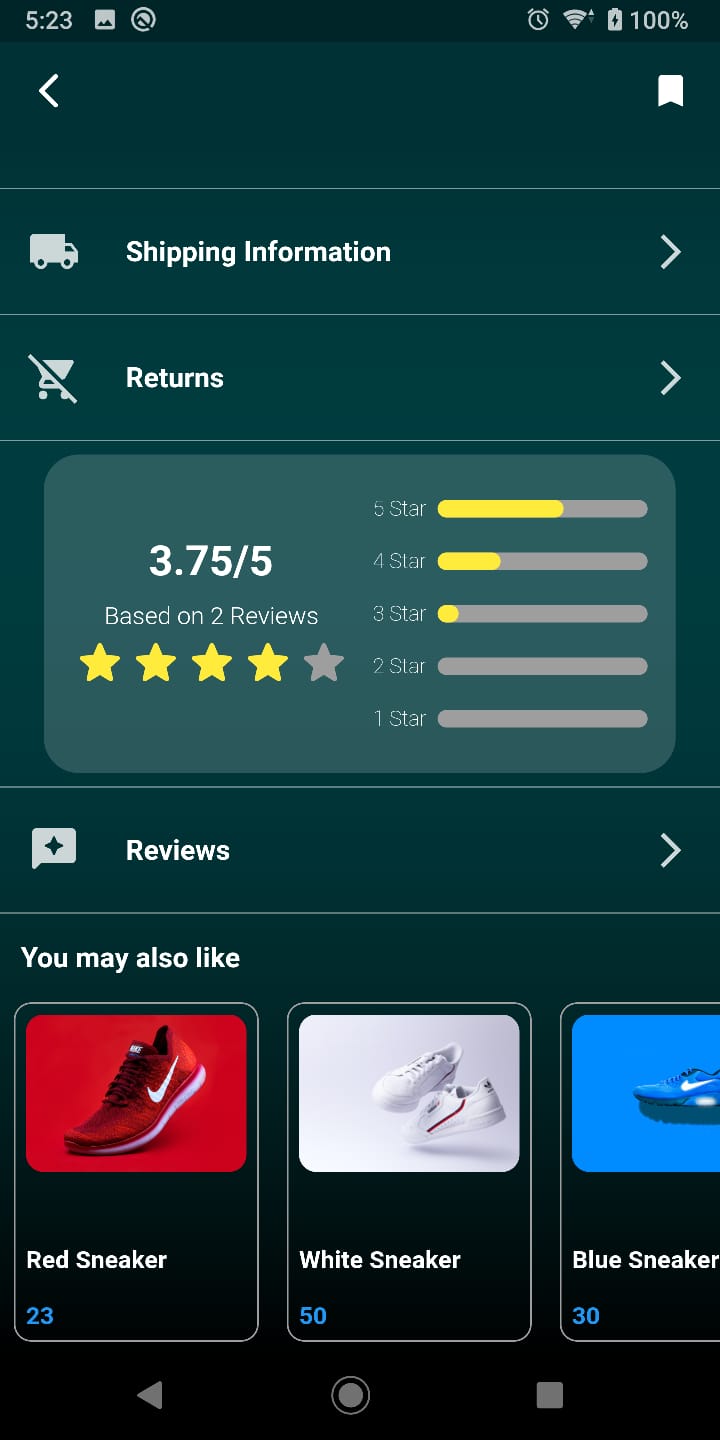 5:23
100%
Shipping Information
Returns
3.75/5
Based on 2 Reviews
5 Star
4 Star
3 Star
2 Star
1 Star
Reviews
You may also like
NIKE
Red Sneaker
White Sneaker
Blue Sneaker
23
50
30